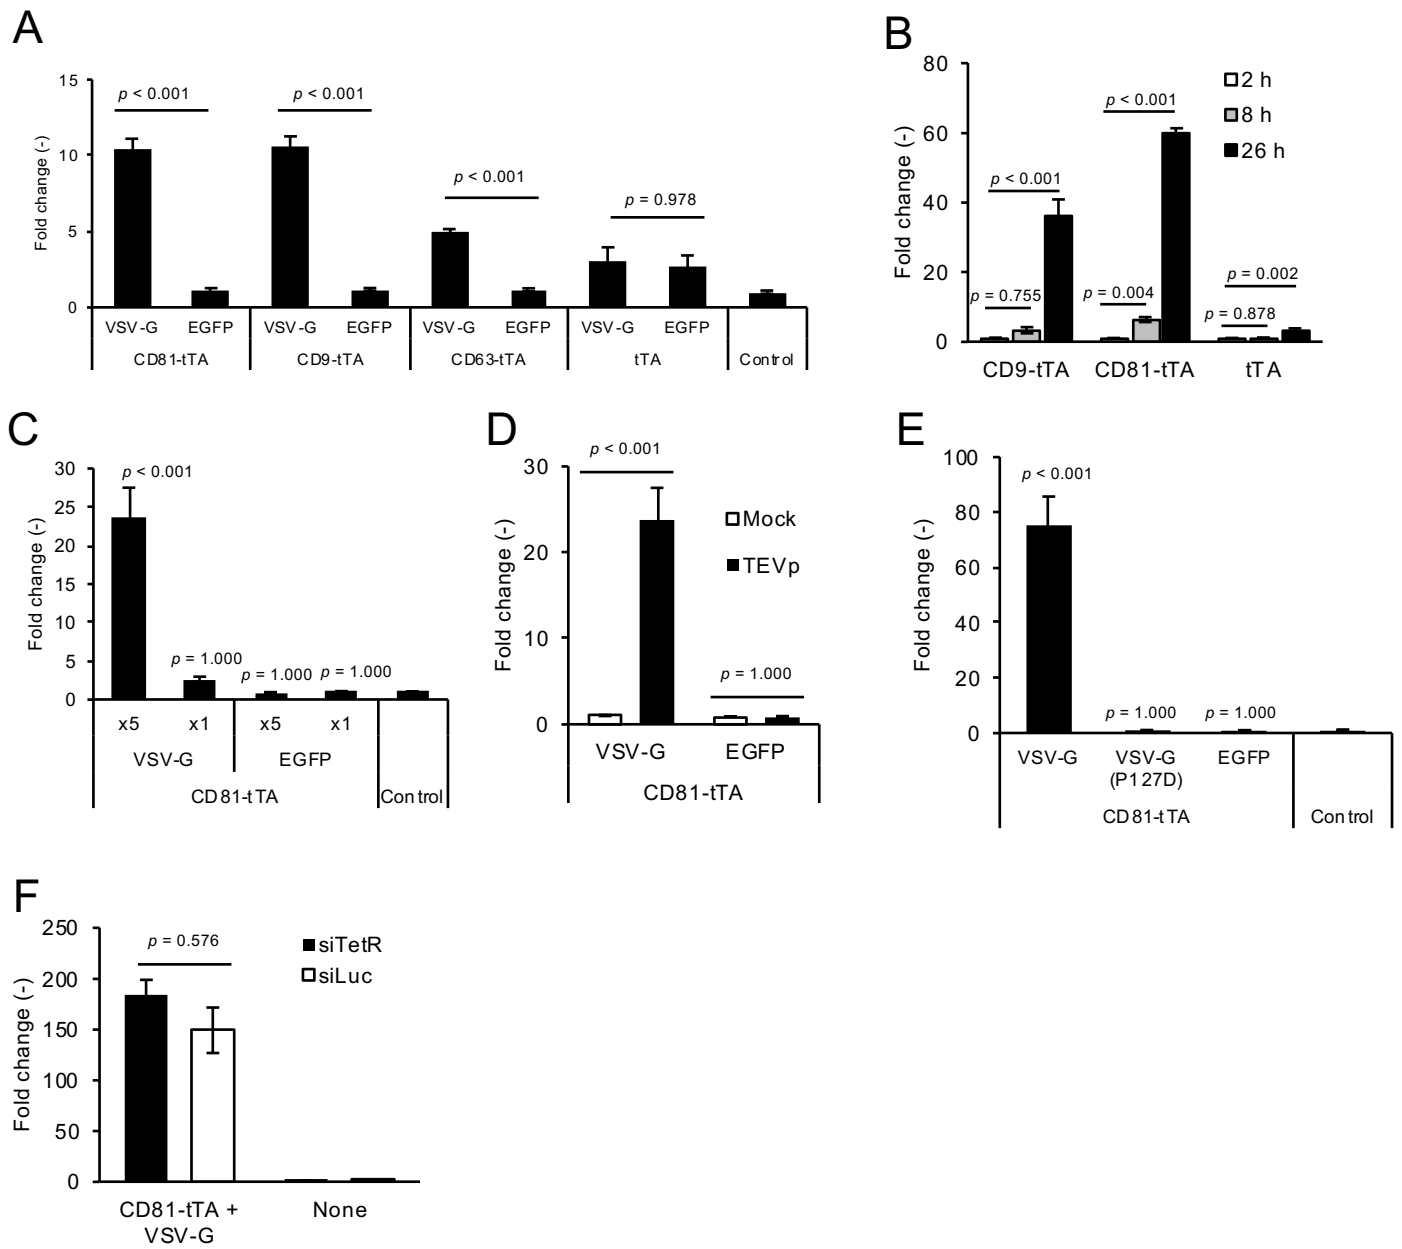 A
Fold change (-)
15
10
5
0
p < 0.001
p < 0.001
p < 0.001
p = 0.978
VSV-G EGFP VSV-G EGFP VSV-G EGFP VSV-G EGFP
CD81-tTA CD9-tTA CD63-tTA tTA Control
B
Fold change (-)
80
60
40
20
0
2 h
8 h
26 h
p < 0.001
p < 0.001
p = 0.002
p = 0.755
p = 0.004
p = 0.878
CD9-tTA CD81-tTA tTA
C
Fold change (-)
30
25
20
15
10
5
0
p < 0.001
p = 1.000
p = 1.000
p = 1.000
x5 x1 x5 x1
VSV-G EGFP
CD81-tTA Control
D
Fold change (-)
30
20
10
0
p < 0.001
p = 1.000
Mock
TEVp
VSV-G EGFP
CD81-tTA
E
Fold change (-)
100
80
60
40
20
0
p < 0.001
p = 1.000
p = 1.000
VSV-G VSV-G EGFP
(P127D)
CD81-tTA Control
F
Fold change (-)
250
200
150
100
50
0
p = 0.576
siTetR
siLuc
CD81-tTA + None
VSV-G